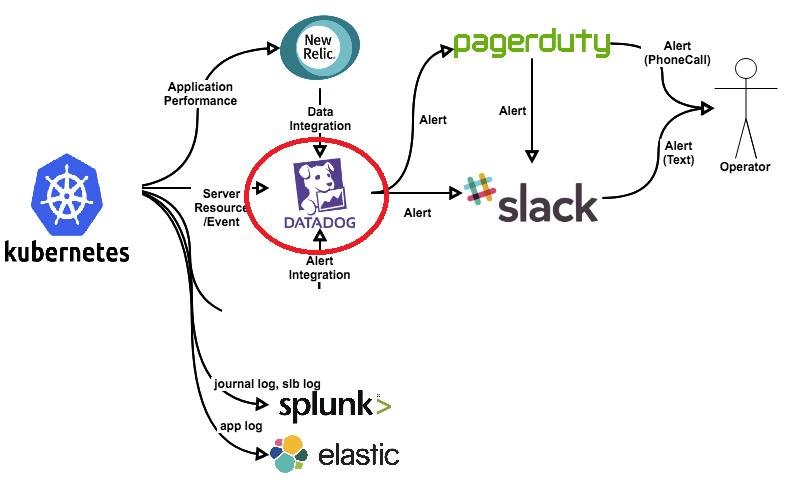 New
Relic.
pagerduty
Alert
(PhoneCall)
Application
Performance
Data
Integration
Alert
Alert
Alert
(Text)
Operator
kubernetes
Server
Resource
/Event
DATADOG
Alert
slack
Alert
Integration
journal log, slb log
splunk>
app log
elastic